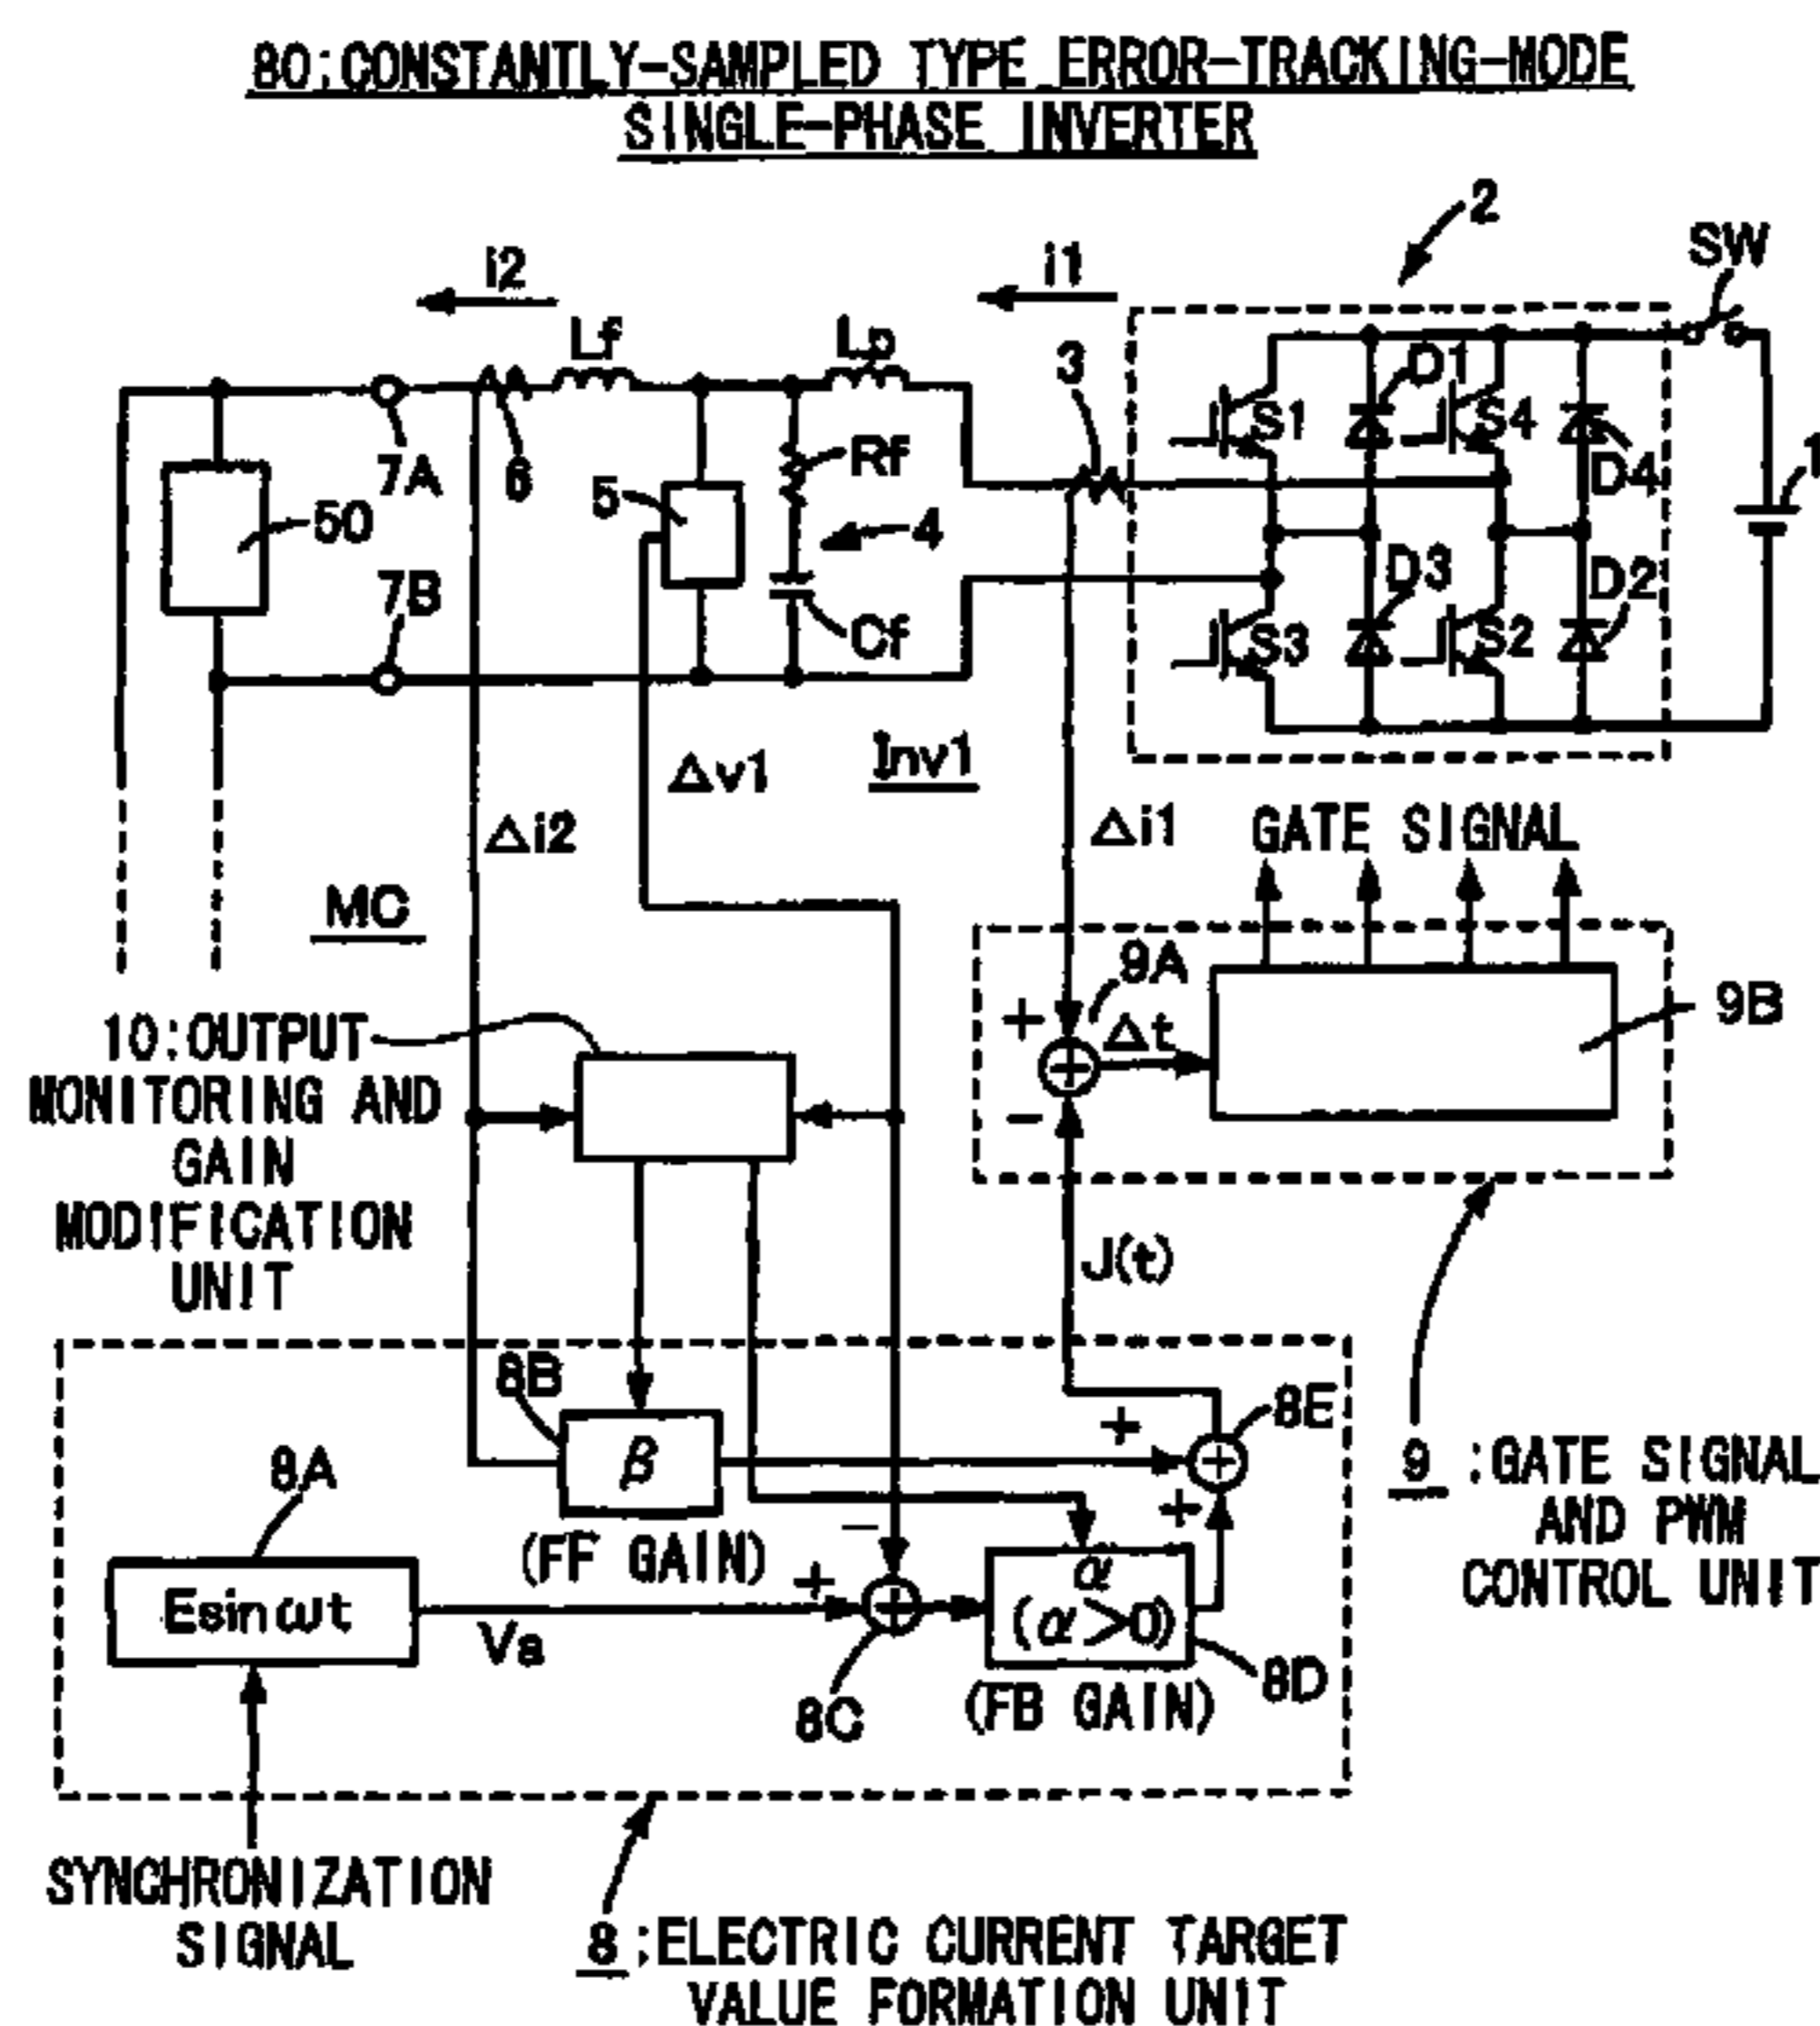 80:CONSTANTLY-SAMPLED TYPE ERROR-TRACKING-MODE
SINGLE-PHASE INVERTER
2
SW
i2
i1
Lf
Lp
3
D1
S1
S4
D4
1
7A
6
Rf
5
4
50
7B
Cf
D3
D2
S3
S2
Inv1
Δv1
Δi2
Δi1
GATE SIGNAL
MC
9A
+
Δt
9B
-
10:OUTPUT
MONITORING AND
GAIN
MODIFICATION
UNIT
J(t)
8B
8E
+
β
8A
+
9:GATE SIGNAL
AND PWM
CONTROL UNIT
(FF GAIN)
-
+
Esinωt
Va
α
(α>0)
8D
8C
(FB GAIN)
SYNCHRONIZATION
SIGNAL
8:ELECTRIC CURRENT TARGET
VALUE FORMATION UNIT